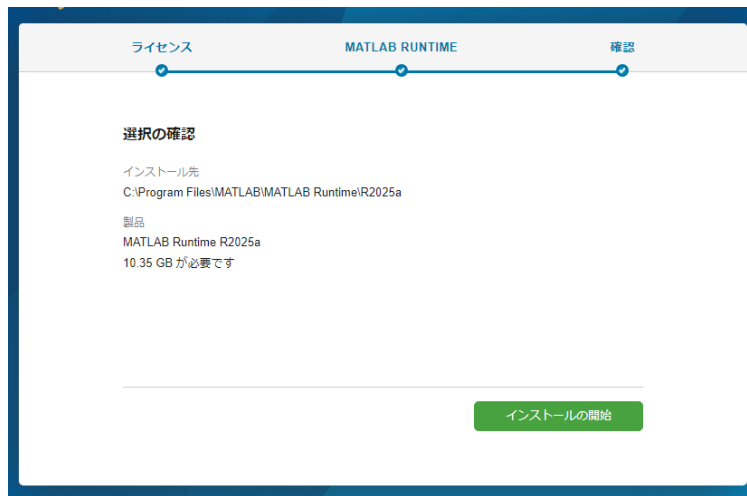 ライセンス MATLAB RUNTIME 確認
選択の確認
インストール先
C:\Program Files\MATLAB\MATLAB Runtime\R2025a
製品
MATLAB Runtime R2025a
10.35 GB が必要です
インストールの開始